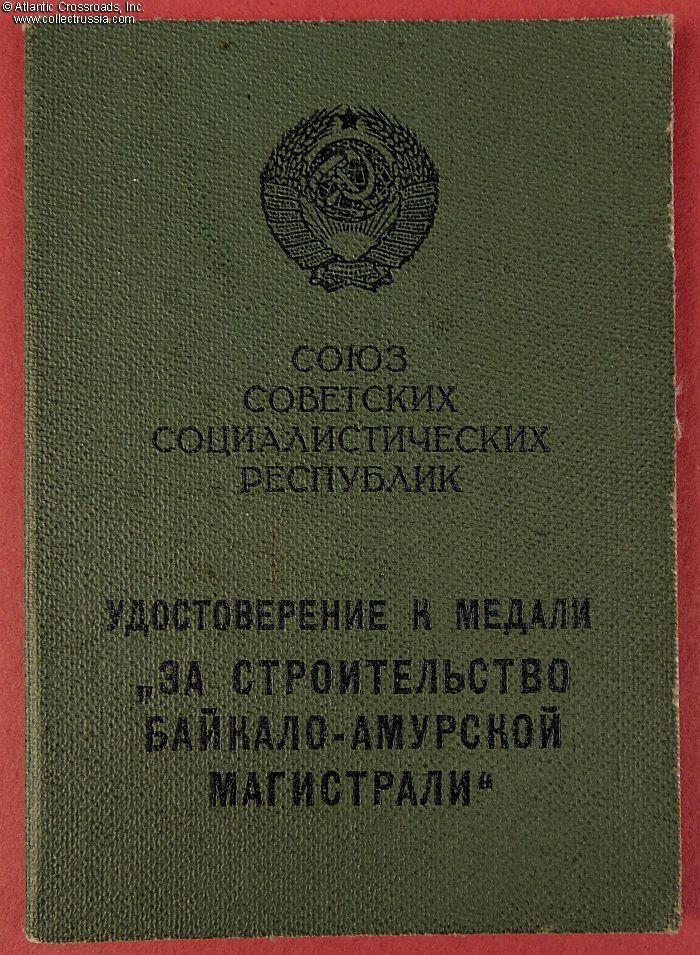 © Atlantic Crossroads, Inc.
www.collectrussia.com
СОЮЗ
СОВЕТСКИХ
СОЦИАЛИСТИЧЕСКИХ
РЕСПУБЛИК
УДОСТОВЕРЕНИЕ К МЕДАЛИ
„ЗА СТРОИТЕЛЬСТВО
БАЙКАЛО-АМУРСКОЙ
МАГИСТРАЛИ“